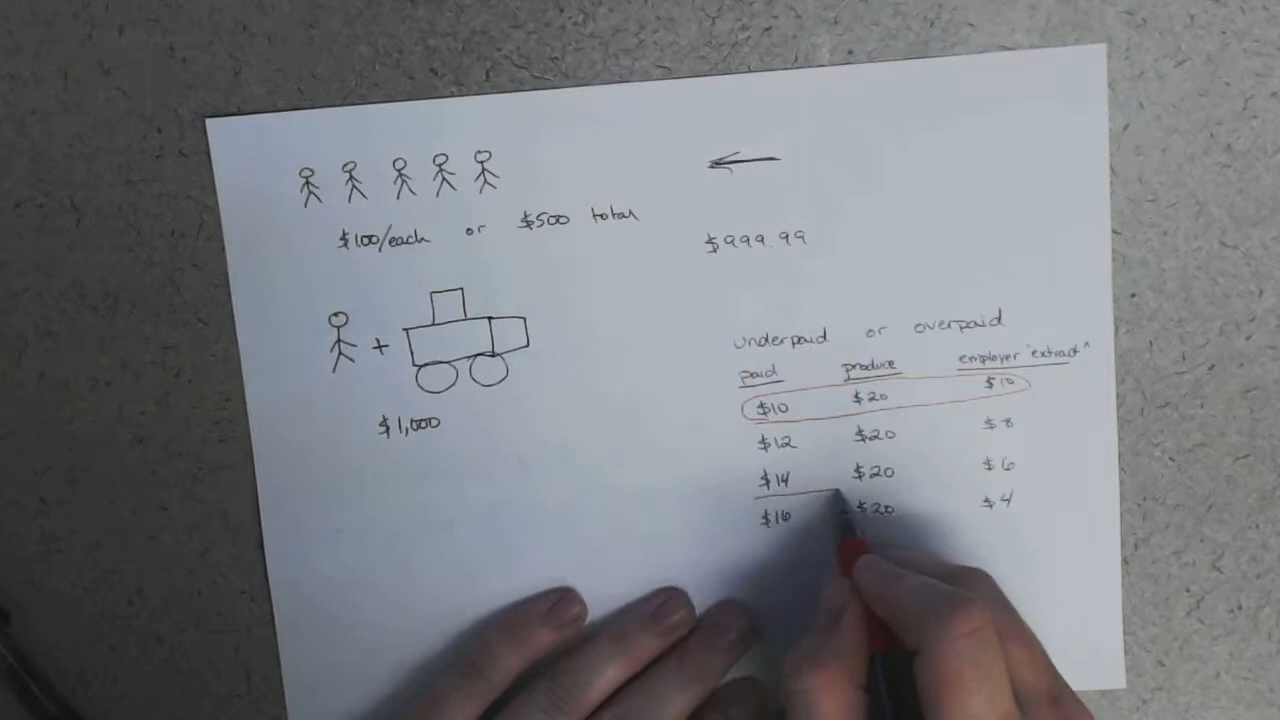 $100/each or $500 total
$999.99
$1,000
underpaid or overpaid
paid produce employer "extract"
$10 $20 $10
$12 $20 $8
$14 $20 $6
$16 $20 $4